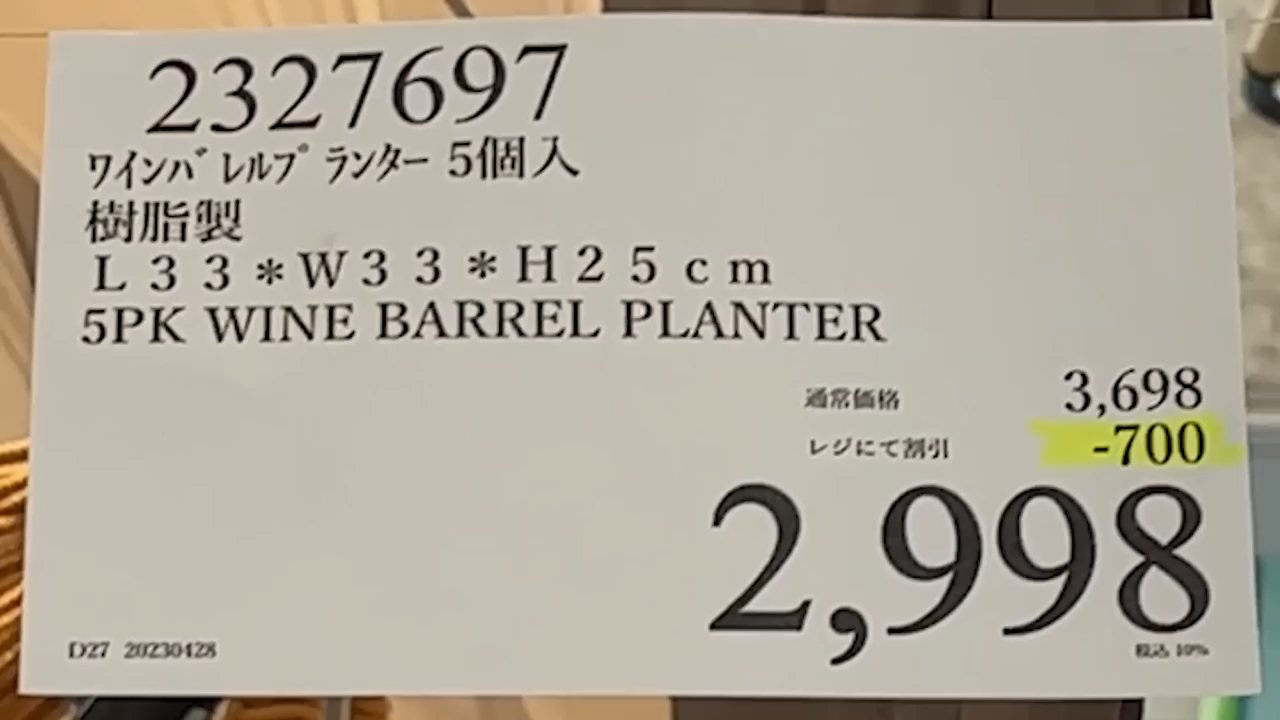 2327697
ワインバレルプランター 5個入
樹脂製
L33*W33*H25cm
5PK WINE BARREL PLANTER
通常価格 3,698
レジにて割引 -700
2,998
D27 20230428 税込 10%